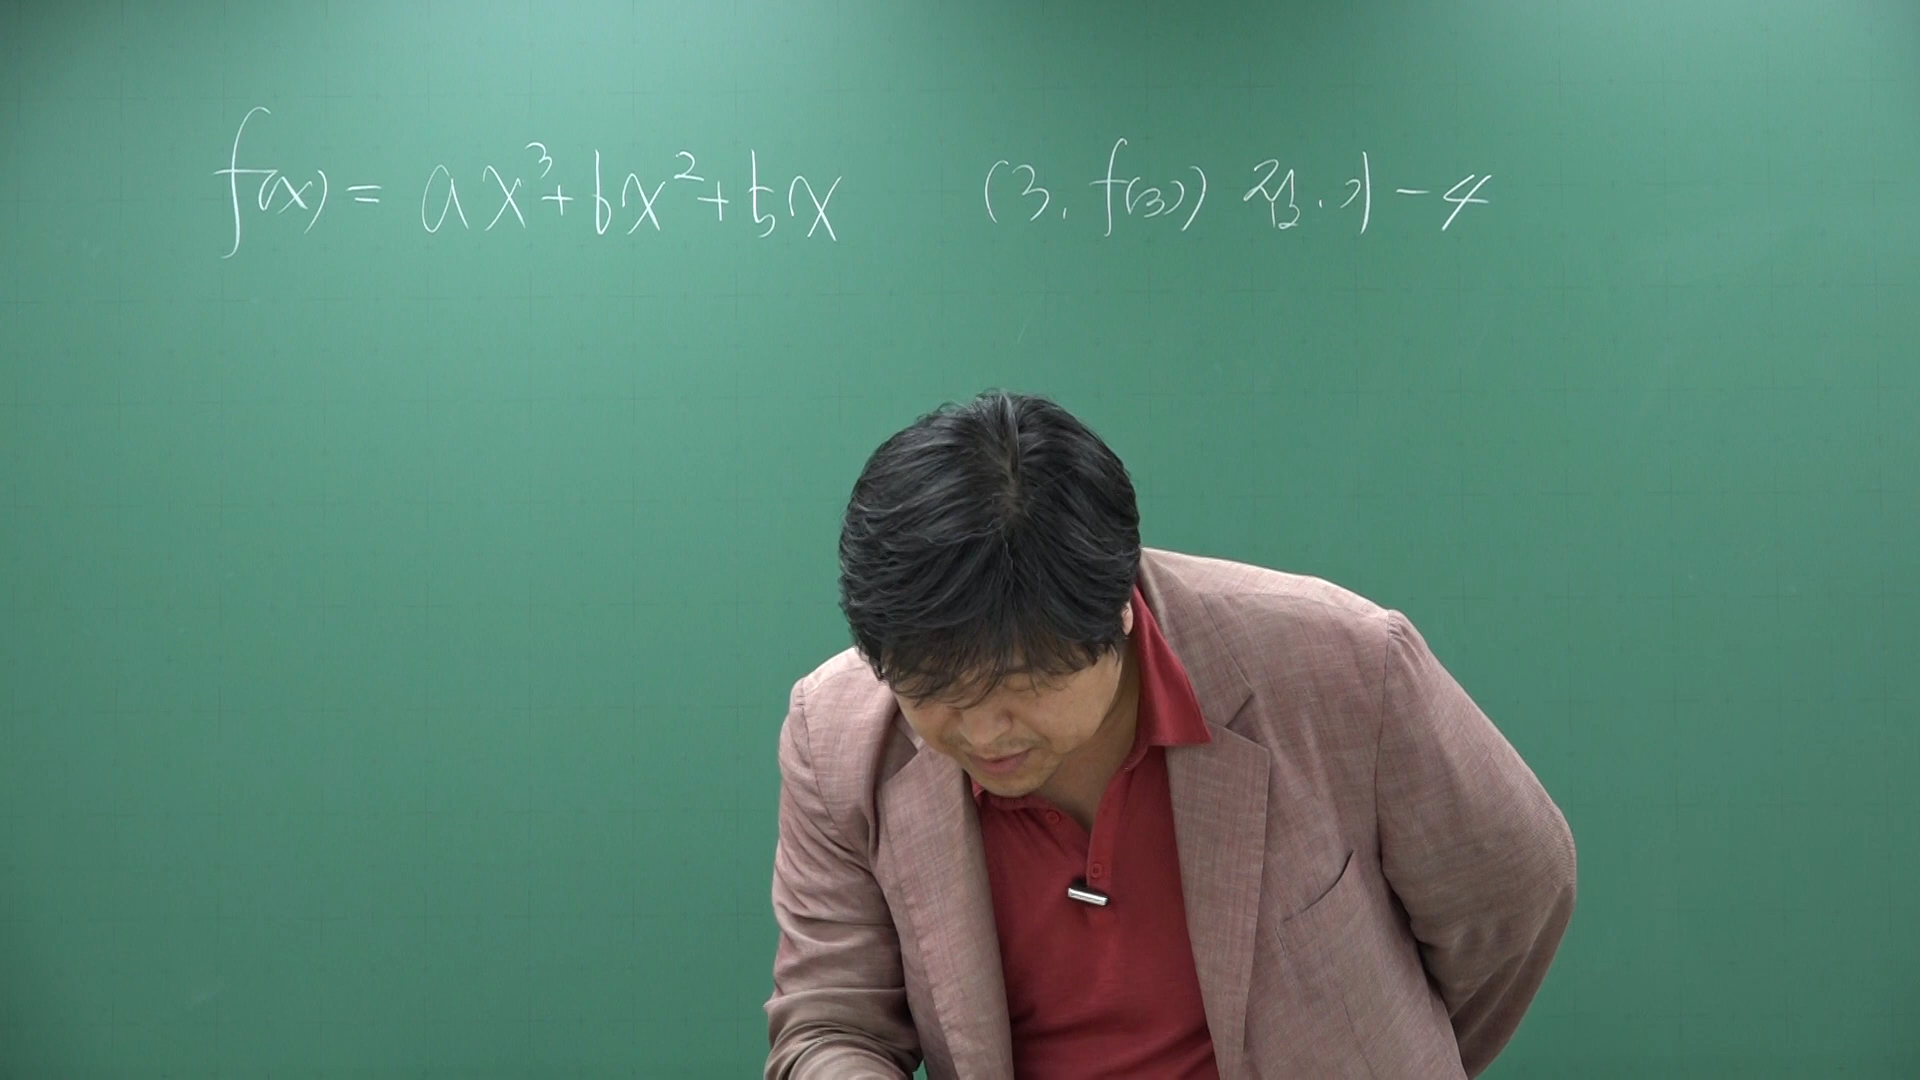 f(x) = ax³+bx²+5x (3, f(3)) 접.기 -4